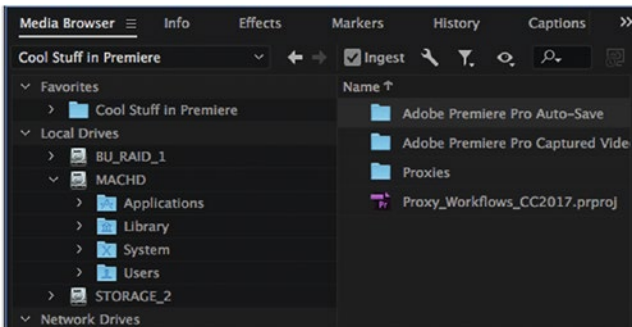 Media Browser Info Effects Markers History Captions
Cool Stuff in Premiere Ingest
Favorites
Cool Stuff in Premiere
Local Drives
BU_RAID_1
MACHD
Applications
Library
System
Users
STORAGE_2
Network Drives
Name
Adobe Premiere Pro Auto-Save
Adobe Premiere Pro Captured Vide
Proxies
Pr Proxy_Workflows_CC2017.prproj